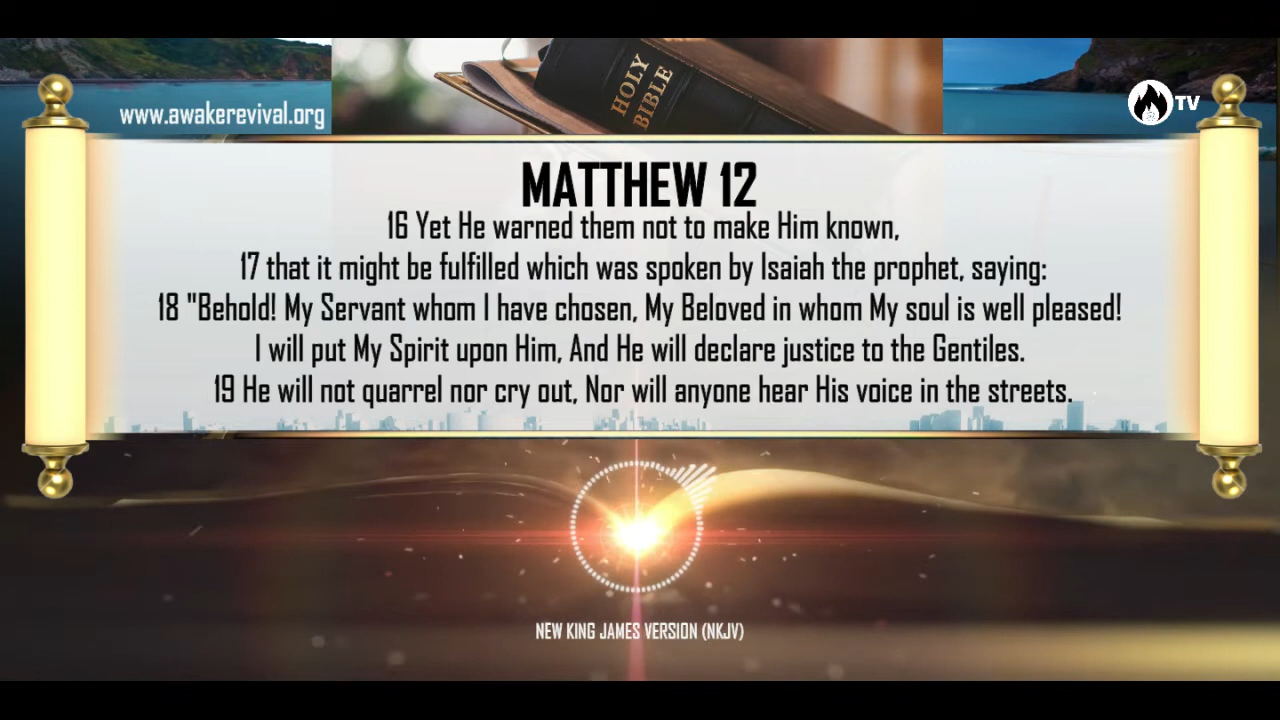 www.awakerevival.org
HOLY
BIBLE
TV
MATTHEW 12
16 Yet He warned them not to make Him known,
17 that it might be fulfilled which was spoken by Isaiah the prophet, saying:
18 "Behold! My Servant whom I have chosen, My Beloved in whom My soul is well pleased!
I will put My Spirit upon Him, And He will declare justice to the Gentiles.
19 He will not quarrel nor cry out, Nor will anyone hear His voice in the streets.
NEW KING JAMES VERSION (NKJV)